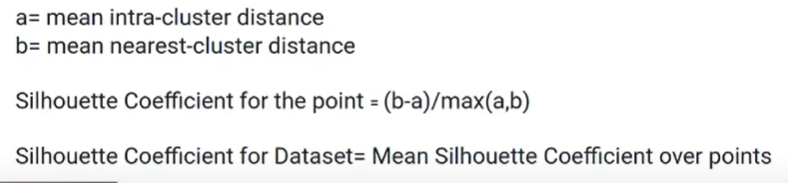 a= mean intra-cluster distance
b= mean nearest-cluster distance
Silhouette Coefficient for the point = (b-a)/max(a,b)
Silhouette Coefficient for Dataset= Mean Silhouette Coefficient over points